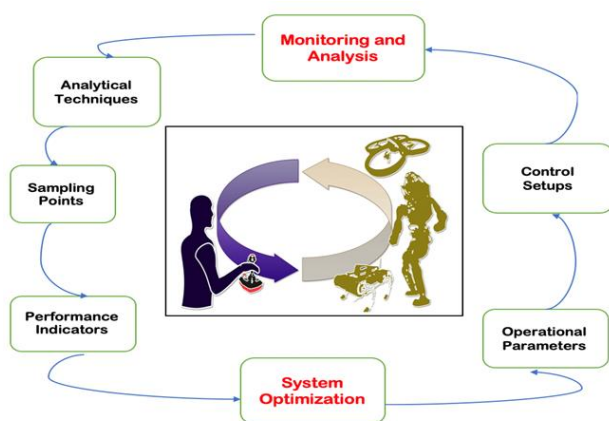 Monitoring and
Analysis
Analytical
Techniques
Sampling
Points
Performance
Indicators
System
Optimization
Operational
Parameters
Control
Setups